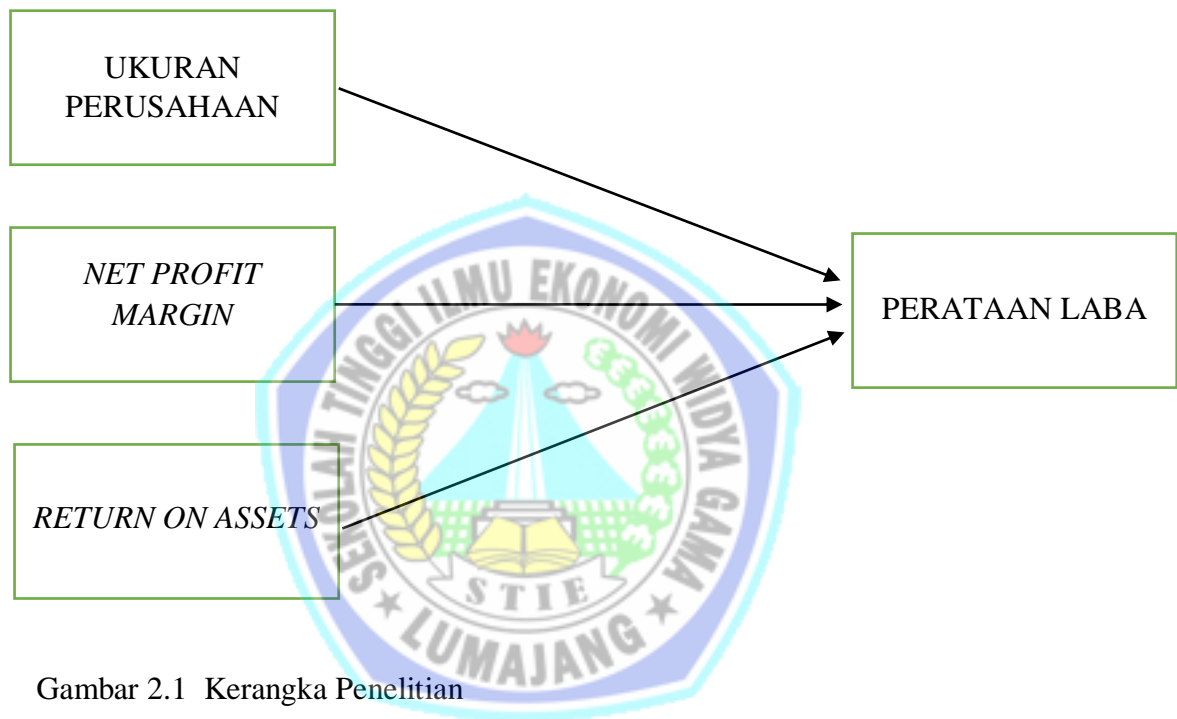 UKURAN
PERUSAHAAN
NET PROFIT
MARGIN
PERATAAN LABA
RETURN ON ASSETS
SEKOLAH TINGGI ILMU EKONOMI WIDYA GAMA
STIE
LUMAJANG
Gambar 2.1 Kerangka Penelitian